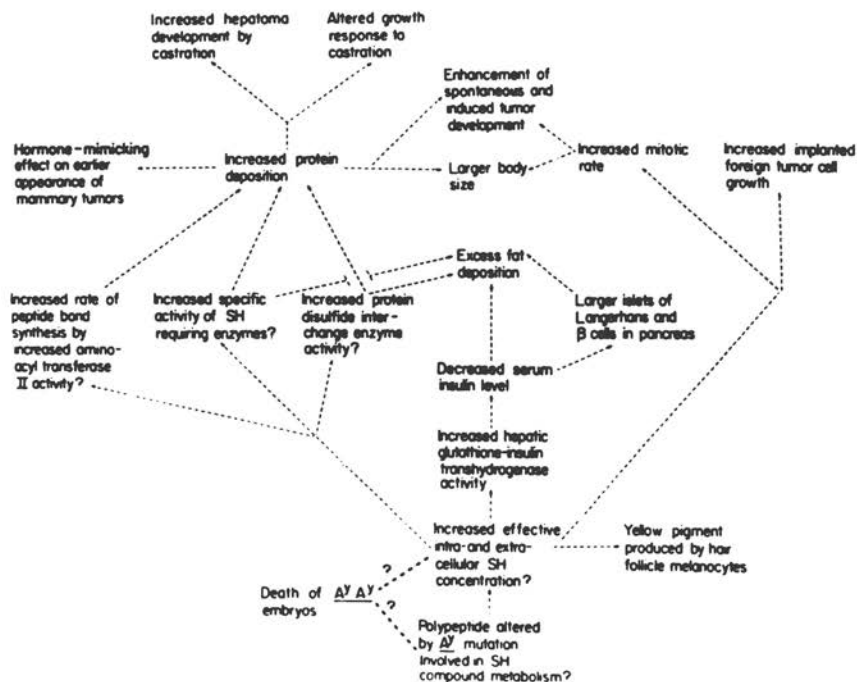 Increased hepatoma
development by
castration
Altered growth
response to
castration
Enhancement of
spontaneous and
induced tumor
development
Hormone-mimicking
effect on earlier
appearance of
mammary tumors
Increased protein
deposition
Larger body
size
Increased mitotic
rate
Increased implanted
foreign tumor cell
growth
Excess fat
deposition
Increased rate of
peptide bond
synthesis by
increased amino-
acyl transferase
II activity?
Increased specific
activity of SH
requiring enzymes?
Increased protein
disulfide inter-
change enzyme
activity?
Larger islets of
Langerhans and
β cells in pancreas
Decreased serum
insulin level
Increased hepatic
glutathione-insulin
transhydrogenase
activity
Increased effective
intra-and extra-
cellular SH
concentration?
Yellow pigment
produced by hair
follicle melanocytes
?
Death of Aʸ Aʸ
embryos
?
Polypeptide altered
by Aʸ mutation
involved in SH
compound metabolism?